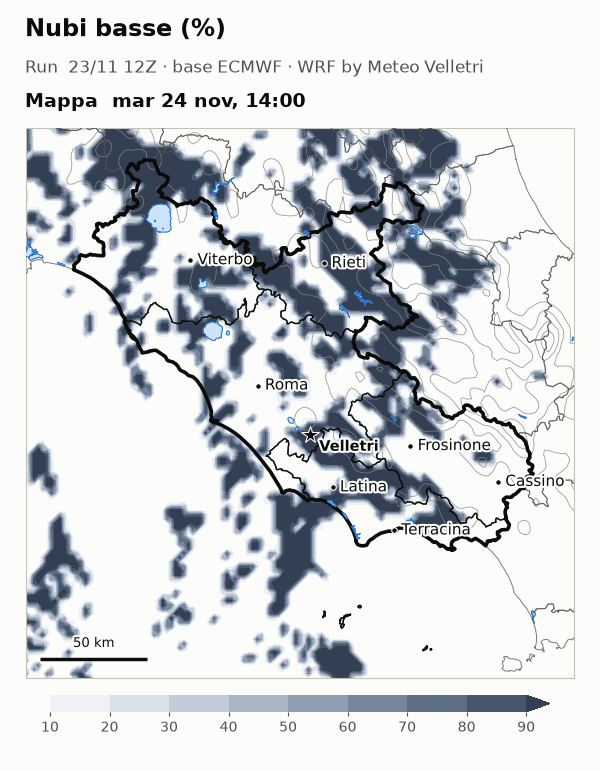 Nubi basse (%)
Run 23/11 12Z · base ECMWF · WRF by Meteo Velletri
Mappa mar 24 nov, 14:00
Viterbo
Rieti
Roma
Velletri
Frosinone
Latina
Cassino
Terracina
50 km
10 20 30 40 50 60 70 80 90